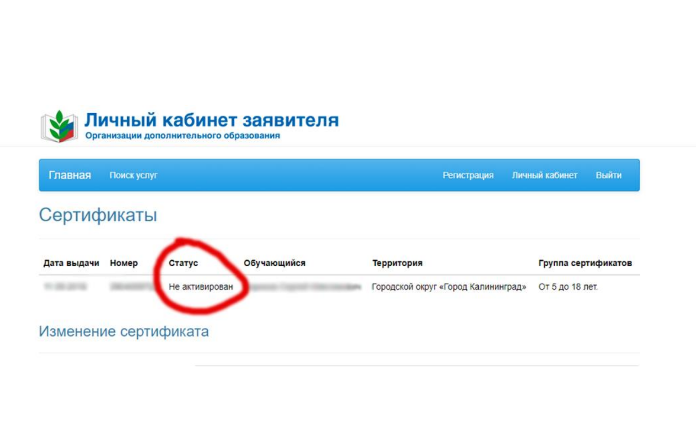 Личный кабинет заявителя
Организации дополнительного образования
Главная Поиск услуг Регистрация Личный кабинет Выйти
Сертификаты
Дата выдачи Номер Статус Обучающийся Территория Группа сертификатов
Не активирован Городской округ «Город Калининград» От 5 до 18 лет.
Изменение сертификата